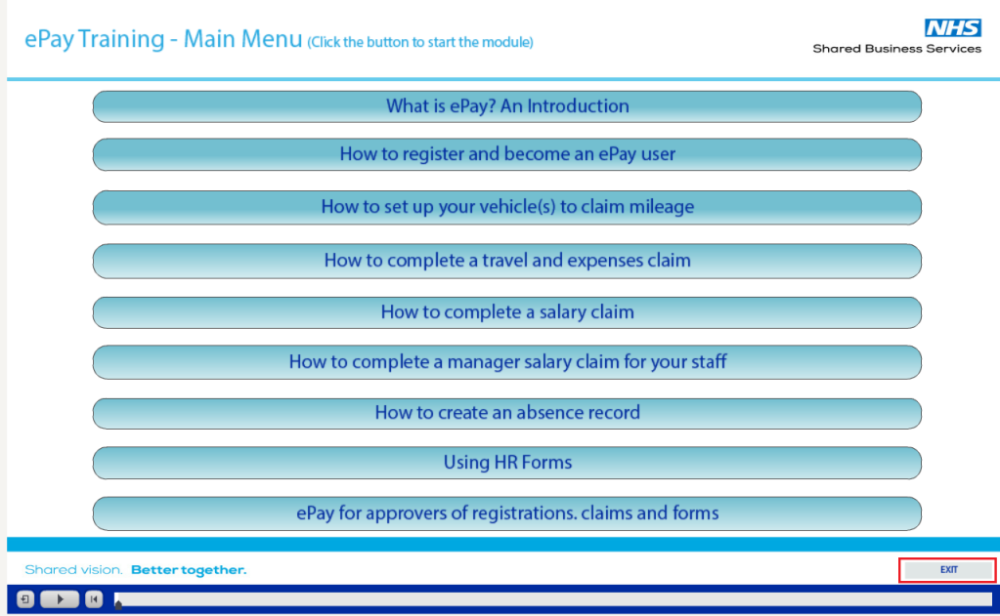 ePay Training - Main Menu (Click the button to start the module)
NHS
Shared Business Services
What is ePay? An Introduction
How to register and become an ePay user
How to set up your vehicle(s) to claim mileage
How to complete a travel and expenses claim
How to complete a salary claim
How to complete a manager salary claim for your staff
How to create an absence record
Using HR Forms
ePay for approvers of registrations. claims and forms
Shared vision. Better together.
EXIT